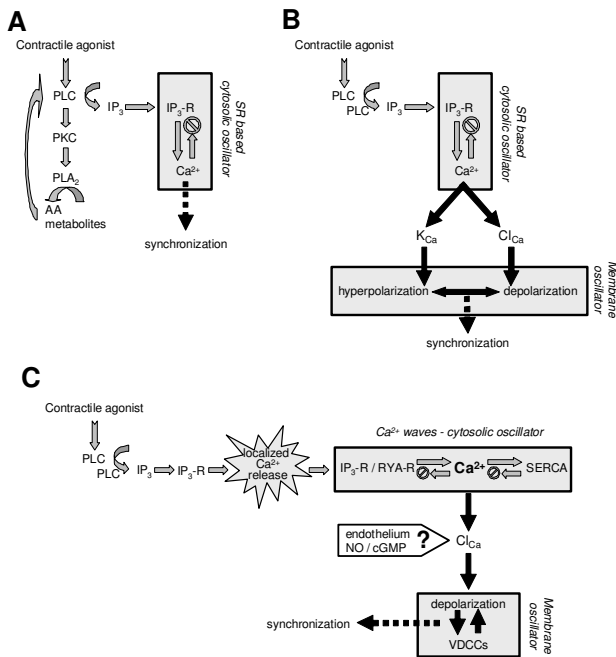 A
Contractile agonist
PLC
IP3
PKC
PLA2
AA
metabolites
IP3-R
Ca2+
SR based
cytosolic oscillator
synchronization
B
Contractile agonist
PLC
PLC
IP3
IP3-R
Ca2+
SR based
cytosolic oscillator
KCa
ClCa
hyperpolarization
depolarization
Membrane
oscillator
synchronization
C
Contractile agonist
PLC
PLC
IP3
IP3-R
localized
Ca2+
release
Ca2+ waves - cytosolic oscillator
IP3-R / RYA-R
Ca2+
SERCA
endothelium
NO / cGMP
?
ClCa
depolarization
VDCCs
Membrane
oscillator
synchronization